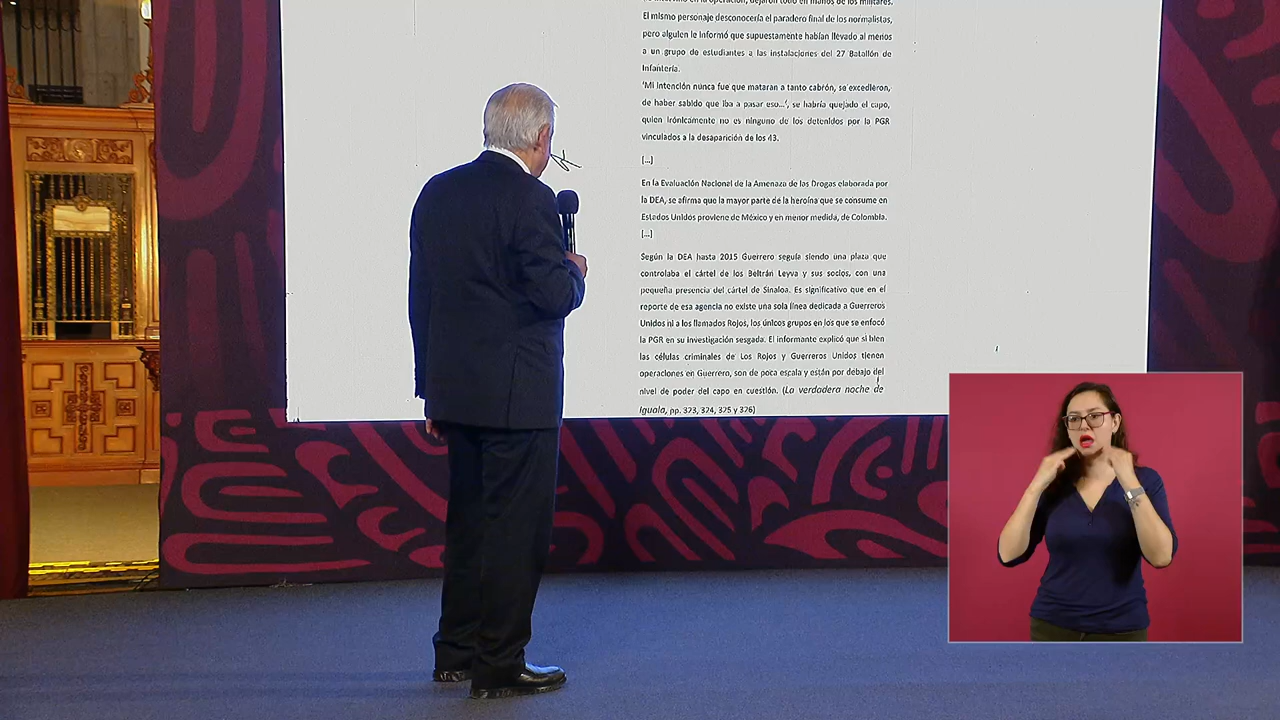 operación, dejaron todo en manos de los militares.
El mismo personaje desconocería el paradero final de los normalistas,
pero alguien le informó que supuestamente habían llevado al menos
a un grupo de estudiantes a las instalaciones del 27 Batallón de
Infantería.
'Mi intención nunca fue que mataran a tanto cabrón, se excedieron,
de haber sabido que iba a pasar eso...', se habría quejado el capo,
quien irónicamente no es ninguno de los detenidos por la PGR
vinculados a la desaparición de los 43.
[...]
En la Evaluación Nacional de la Amenaza de las Drogas elaborada por
la DEA, se afirma que la mayor parte de la heroína que se consume en
Estados Unidos proviene de México y en menor medida, de Colombia.
[...]
Según la DEA hasta 2015 Guerrero seguía siendo una plaza que
controlaba el cártel de los Beltrán Leyva y sus socios, con una
pequeña presencia del cártel de Sinaloa. Es significativo que en el
reporte de esa agencia no existe una sola línea dedicada a Guerreros
Unidos ni a los llamados Rojos, los únicos grupos en los que se enfocó
la PGR en su investigación sesgada. El informante explicó que si bien
las células criminales de Los Rojos y Guerreros Unidos tienen
operaciones en Guerrero, son de poca escala y están por debajo del
nivel de poder del capo en cuestión. (La verdadera noche de
Iguala, pp. 323, 324, 325 y 326)